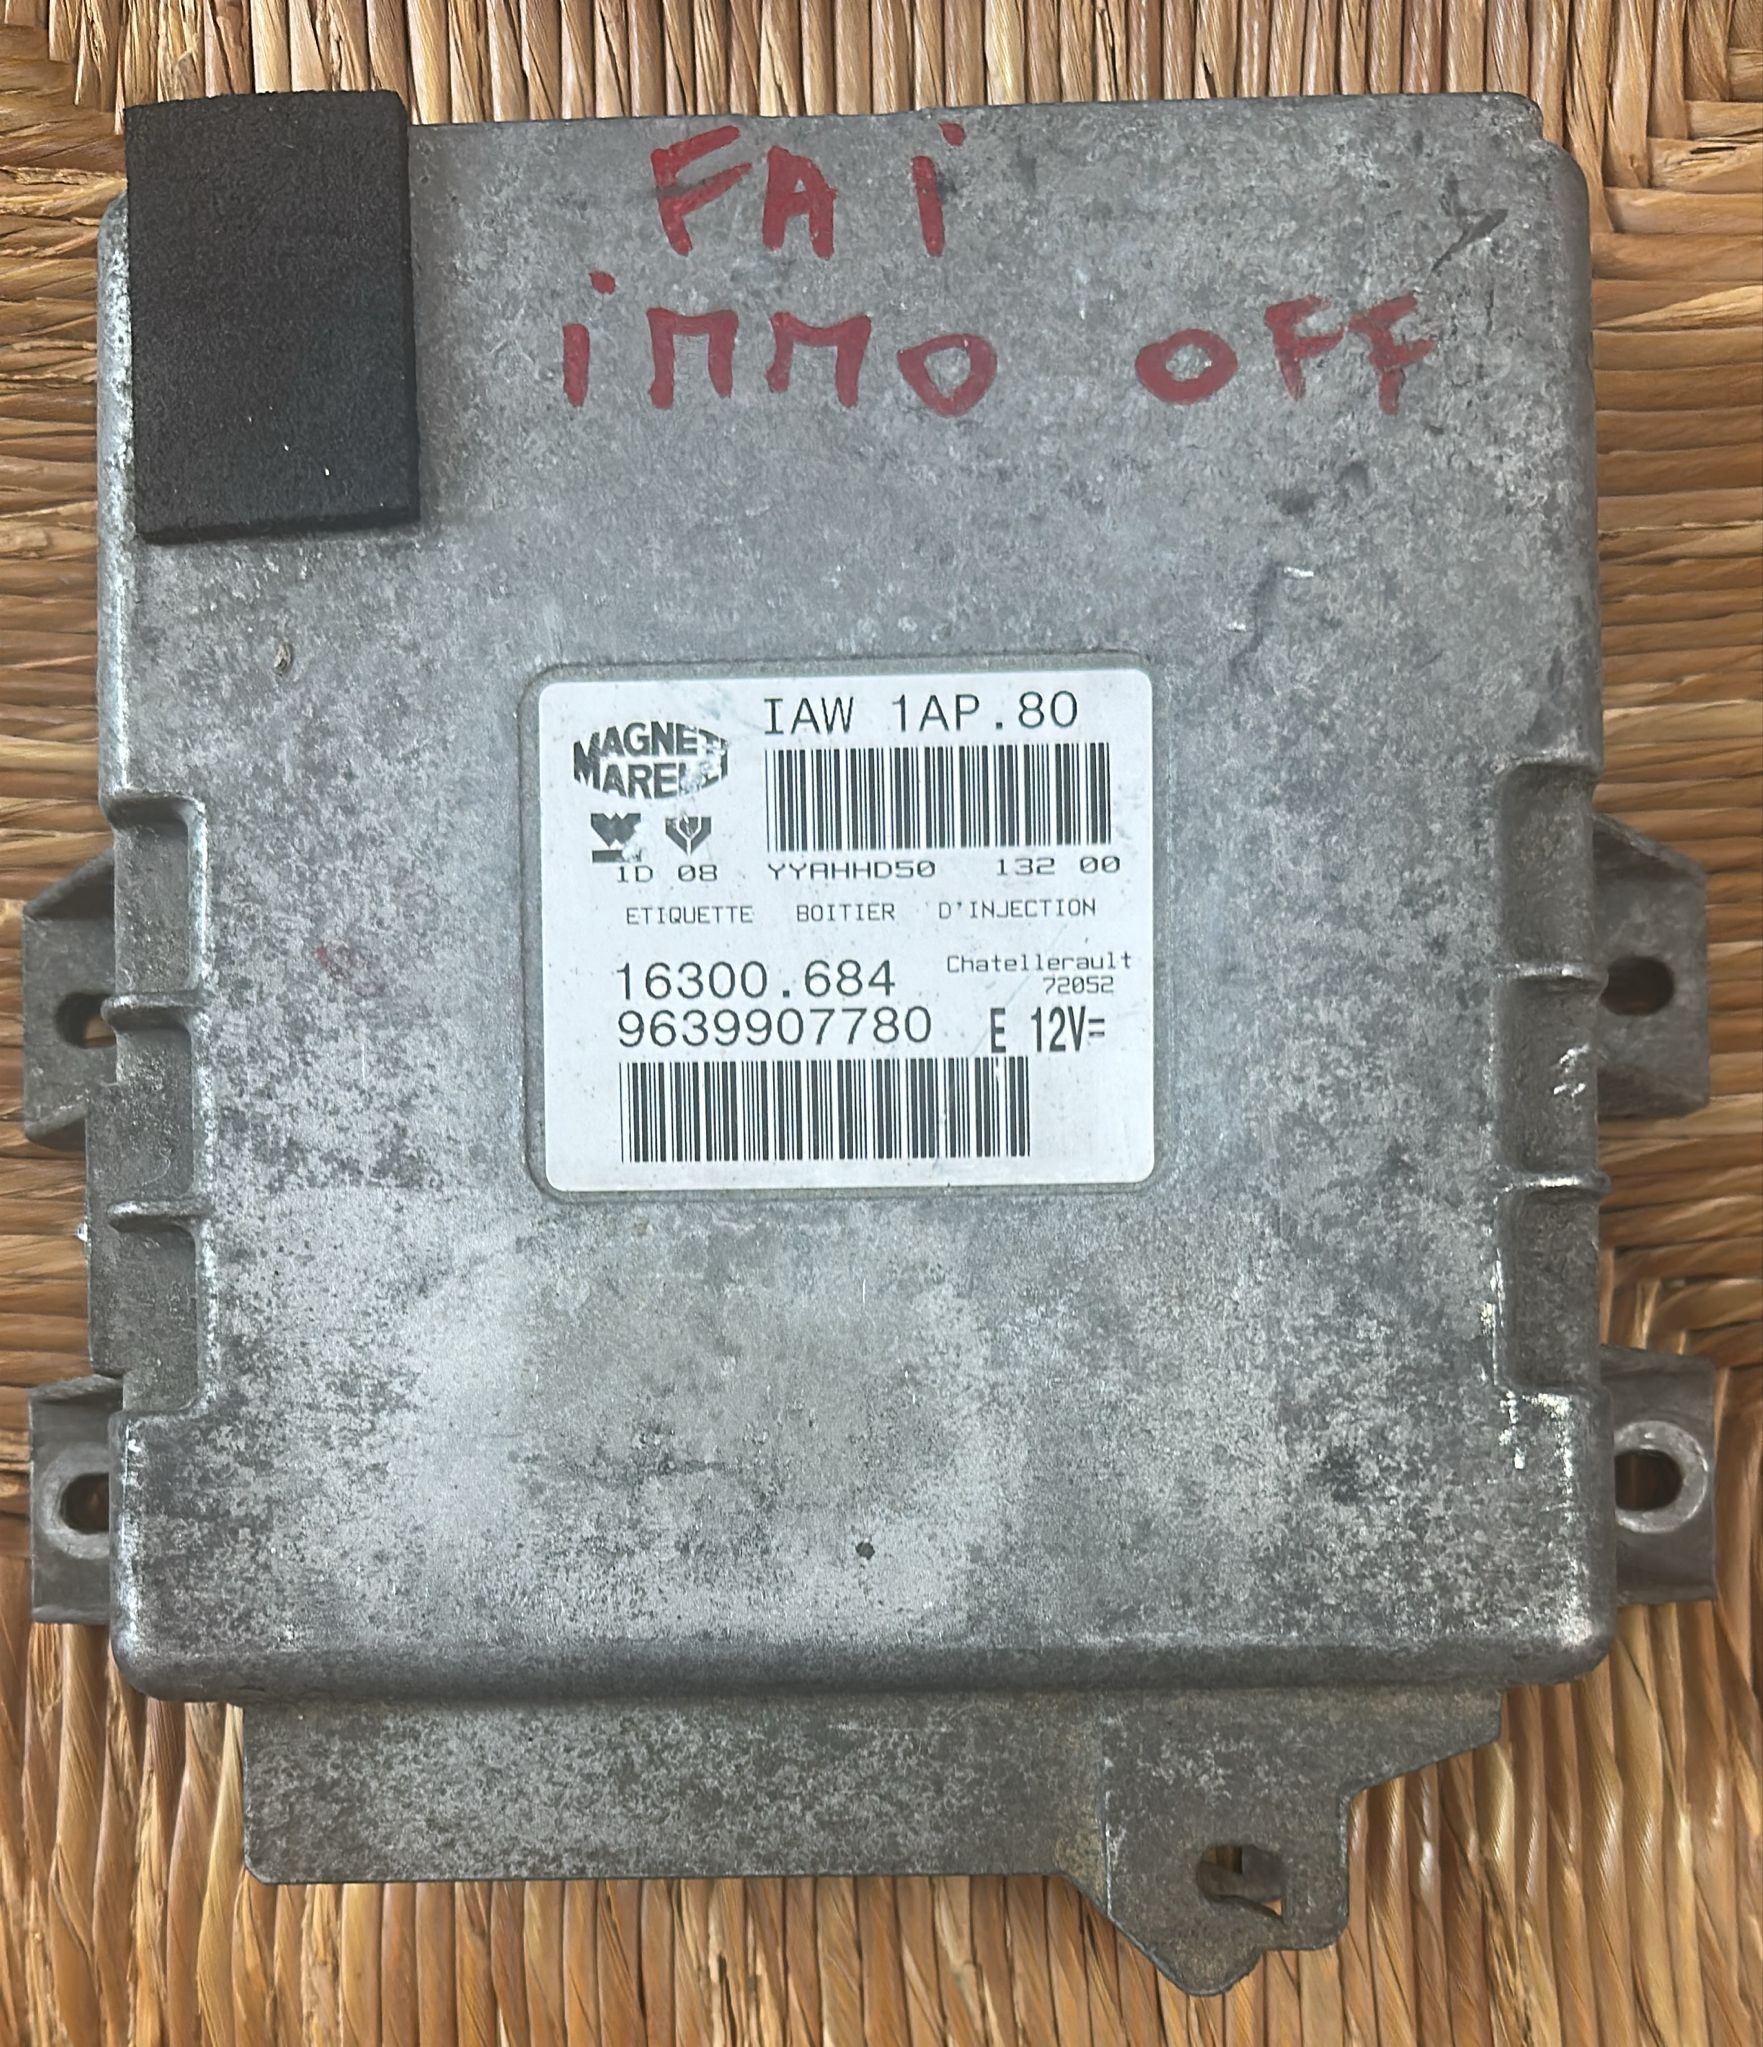 FAi
iMMO OFF
IAW 1AP.80
MAGNETI
MARELLI
1D 08 YYAHHD50 132 00
ETIQUETTE BOITIER D'INJECTION
16300.684 Chatellerault
72052
9639907780 E 12V=